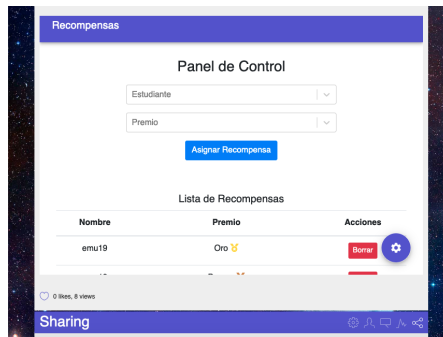 Recompensas
Panel de Control
Estudiante
Premio
Asignar Recompensa
Lista de Recompensas
Nombre Premio Acciones
emu19 Oro Borrar
0 likes, 8 views
Sharing